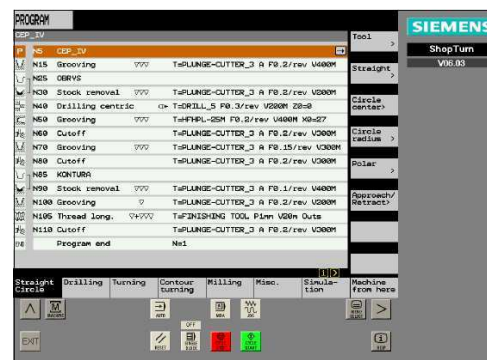 PROGRAM
CEP_IV
P N5 CEP_IV
N15 Grooving ▽▽▽ T=PLUNGE-CUTTER_3 A F0.2/rev V400M
N25 OBRYS
N30 Stock removal ▽▽▽ T=PLUNGE-CUTTER_3 A F0.2/rev V400M
N40 Drilling centric T=DRILL_5 F0.3/rev V200M Z0=0
N50 Grooving ▽▽▽ T=HFHPL-25M F0.2/rev V400M X0=27
N60 Cutoff T=PLUNGE-CUTTER_3 A F0.2/rev V300M
N70 Grooving ▽▽▽ T=PLUNGE-CUTTER_3 A F0.15/rev V300M
N80 Cutoff T=PLUNGE-CUTTER_3 A F0.2/rev V300M
N85 KONTURA
N90 Stock removal ▽▽▽ T=PLUNGE-CUTTER_3 A F0.1/rev V400M
N100 Grooving ▽ T=PLUNGE-CUTTER_3 A F0.2/rev V400M
N105 Thread long. ▽+▽▽▽ T=FINISHING TOOL P1mm V20m Outs
N110 Cutoff T=PLUNGE-CUTTER_3 A F0.2/rev V300M
END Program end N=1
Tool >
Straight >
Circle center>
Circle radius >
Polar >
Approach/ Retract>
SIEMENS
ShopTurn
V06.03
Straight Circle
Drilling
Turning
Contour turning
Milling
Misc.
Simula- tion
Machine from here
EXIT
OFF